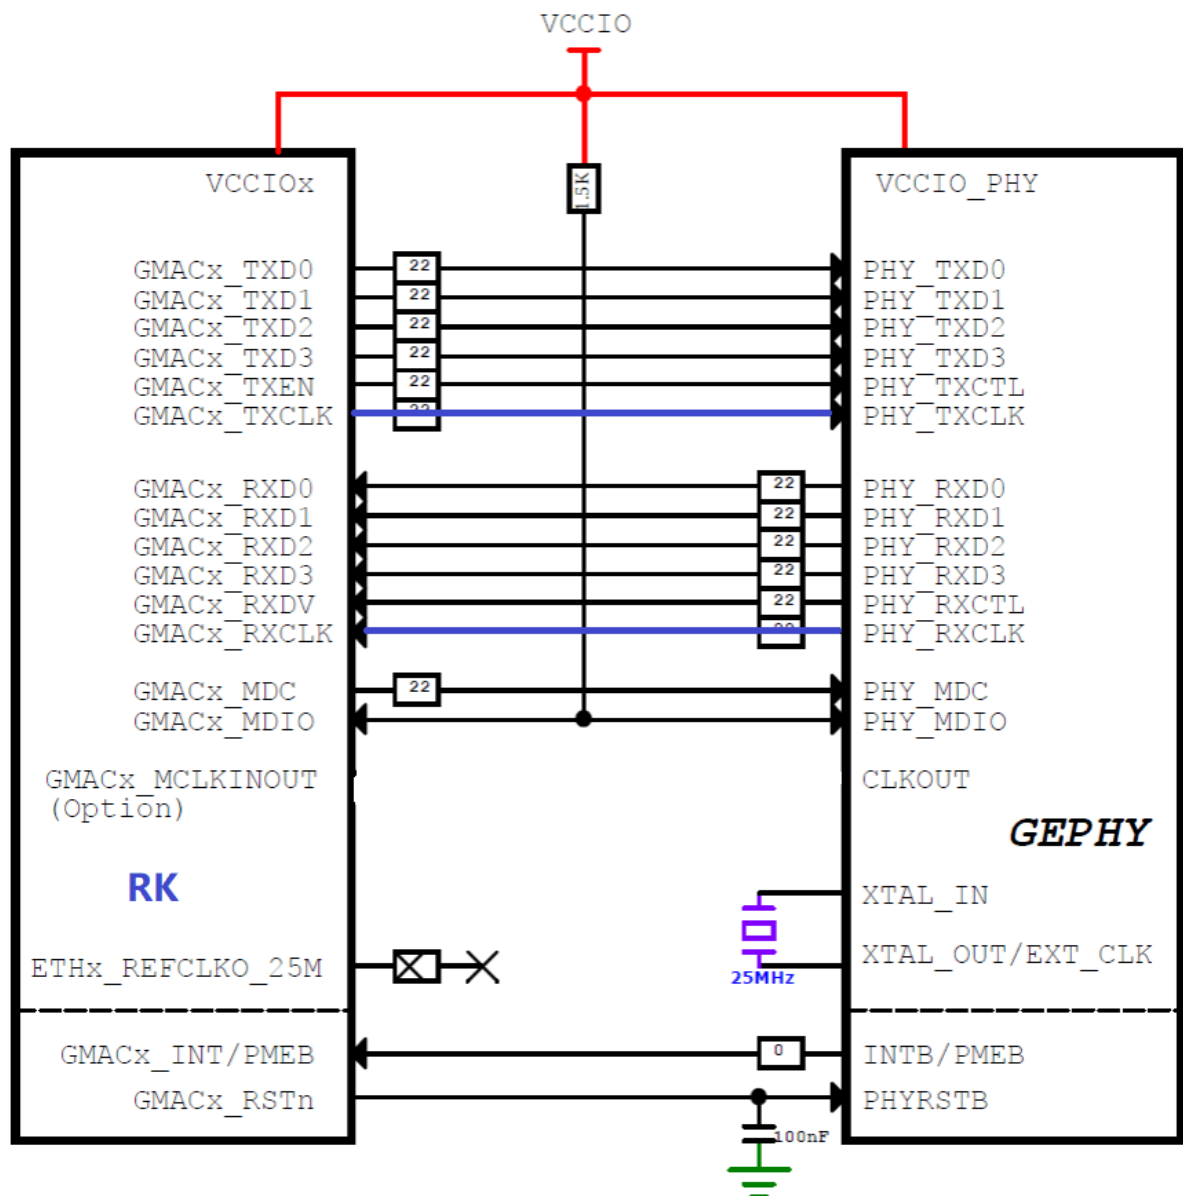 VCCIO
VCCIOx
1.5K
VCCIO_PHY
GMACx_TXD0 22 PHY_TXD0
GMACx_TXD1 22 PHY_TXD1
GMACx_TXD2 22 PHY_TXD2
GMACx_TXD3 22 PHY_TXD3
GMACx_TXEN 22 PHY_TXCTL
GMACx_TXCLK 22 PHY_TXCLK
GMACx_RXD0 22 PHY_RXD0
GMACx_RXD1 22 PHY_RXD1
GMACx_RXD2 22 PHY_RXD2
GMACx_RXD3 22 PHY_RXD3
GMACx_RXDV 22 PHY_RXCTL
GMACx_RXCLK 22 PHY_RXCLK
GMACx_MDC 22 PHY_MDC
GMACx_MDIO PHY_MDIO
GMACx_MCLKINOUT CLKOUT
(Option)
GEPHY
RK
XTAL_IN
ETHx_REFCLKO_25M XTAL_OUT/EXT_CLK
25MHz
GMACx_INT/PMEB 0 INTB/PMEB
GMACx_RSTn PHYRSTB
100nF